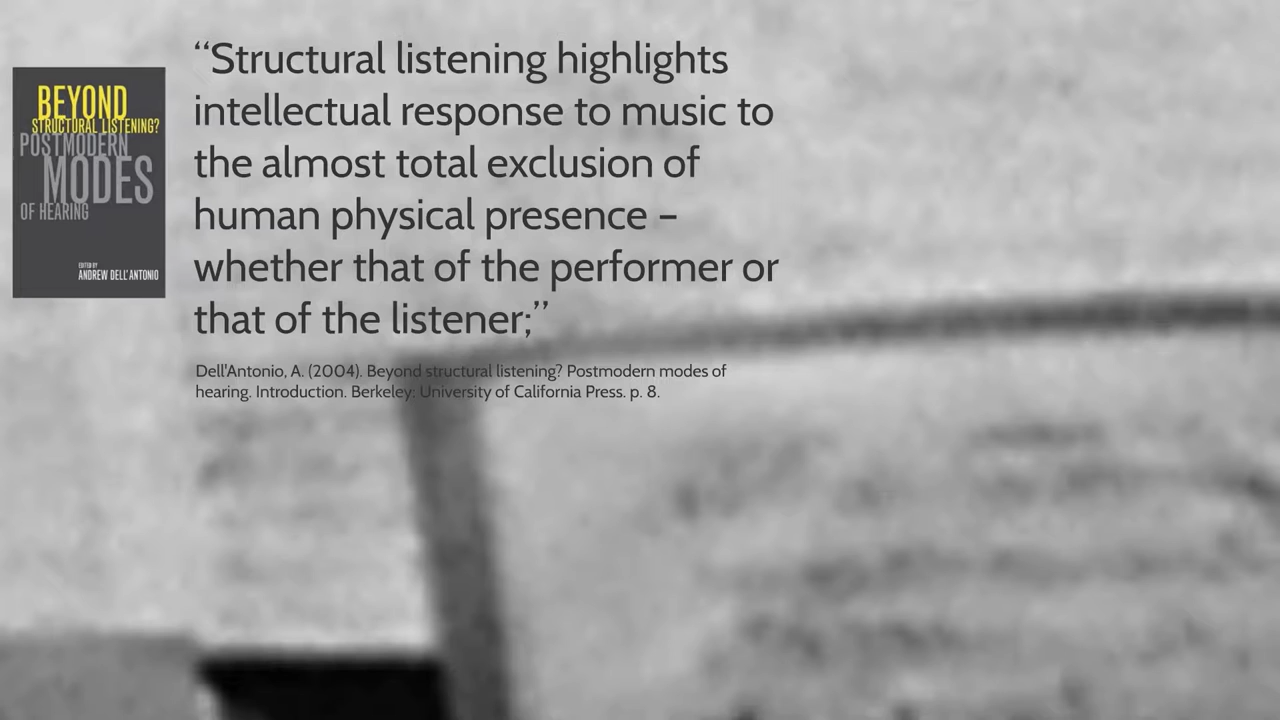 BEYOND
STRUCTURAL LISTENING?
POSTMODERN
MODES
OF HEARING
EDITED BY
ANDREW DELL'ANTONIO
“Structural listening highlights
intellectual response to music to
the almost total exclusion of
human physical presence –
whether that of the performer or
that of the listener;”
Dell'Antonio, A. (2004). Beyond structural listening? Postmodern modes of
hearing. Introduction. Berkeley: University of California Press. p. 8.